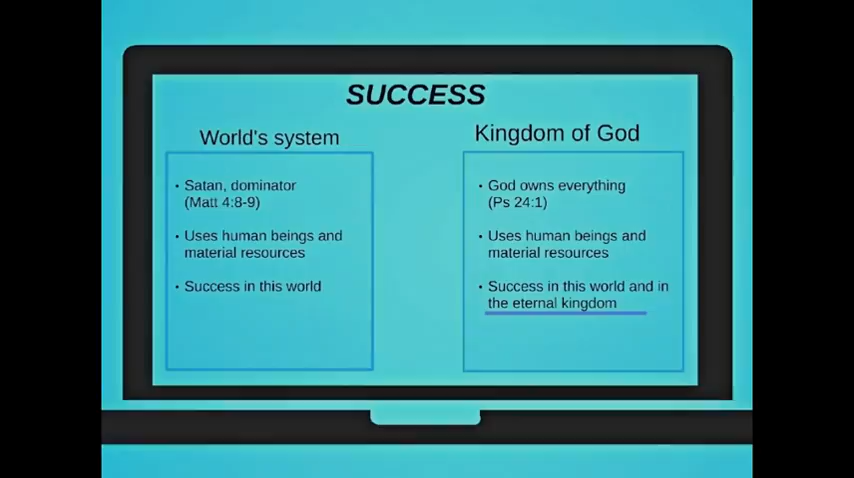 SUCCESS
World's system
• Satan, dominator
(Matt 4:8-9)
• Uses human beings and
material resources
• Success in this world
Kingdom of God
• God owns everything
(Ps 24:1)
• Uses human beings and
material resources
• Success in this world and in
the eternal kingdom